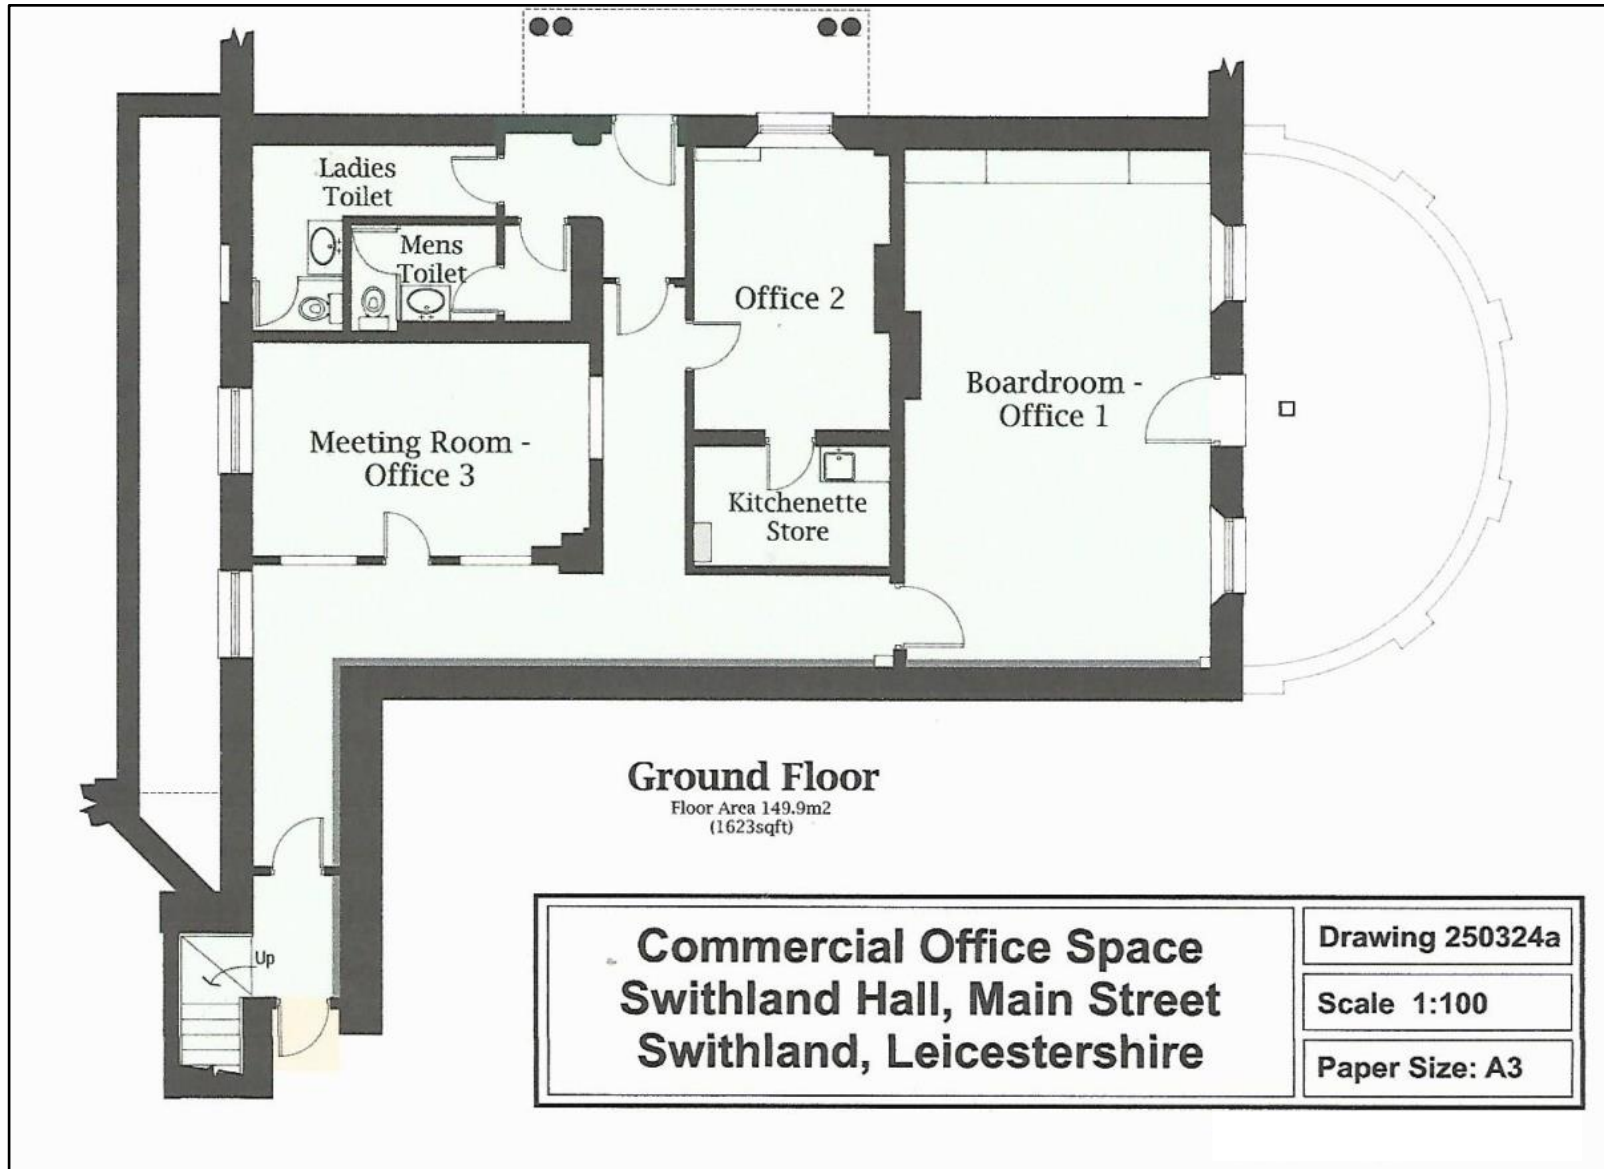 Ladies
Toilet
Mens
Toilet
Office 2
Boardroom -
Office 1
Meeting Room -
Office 3
Kitchenette
Store
Ground Floor
Floor Area 149.9m2
(1623sqft)
Up
Commercial Office Space
Swithland Hall, Main Street
Swithland, Leicestershire
Drawing 250324a
Scale 1:100
Paper Size: A3